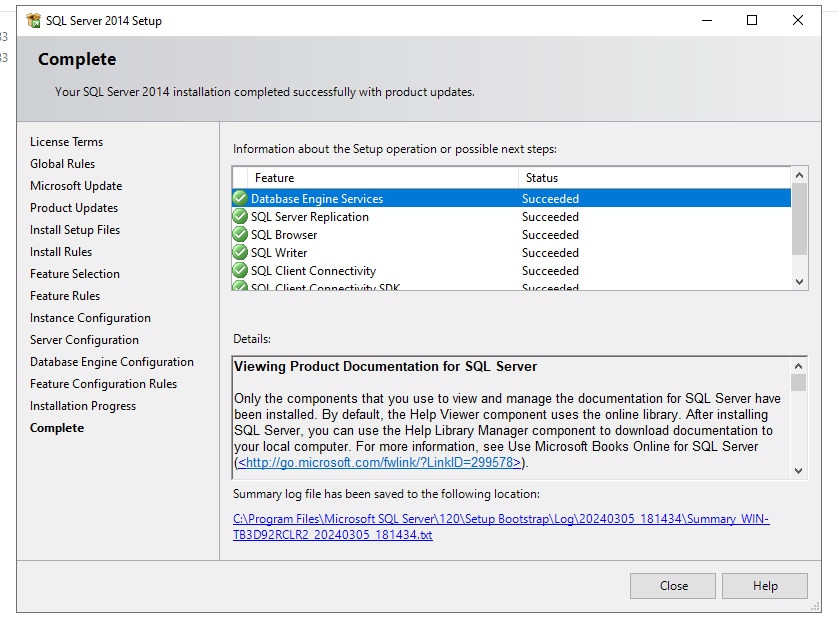 SQL Server 2014 Setup
Complete
Your SQL Server 2014 installation completed successfully with product updates.
License Terms
Global Rules
Microsoft Update
Product Updates
Install Setup Files
Install Rules
Feature Selection
Feature Rules
Instance Configuration
Server Configuration
Database Engine Configuration
Feature Configuration Rules
Installation Progress
Complete
Information about the Setup operation or possible next steps:
Feature Status
Database Engine Services Succeeded
SQL Server Replication Succeeded
SQL Browser Succeeded
SQL Writer Succeeded
SQL Client Connectivity Succeeded
SQL Client Connectivity SDK Succeeded
Details:
Viewing Product Documentation for SQL Server
Only the components that you use to view and manage the documentation for SQL Server have
been installed. By default, the Help Viewer component uses the online library. After installing
SQL Server, you can use the Help Library Manager component to download documentation to
your local computer. For more information, see Use Microsoft Books Online for SQL Server
(<http://go.microsoft.com/fwlink/?LinkID=299578>).
Summary log file has been saved to the following location:
C:\Program Files\Microsoft SQL Server\120\Setup Bootstrap\Log\20240305_181434\Summary_WIN-
TB3D92RCLR2_20240305_181434.txt
Close Help